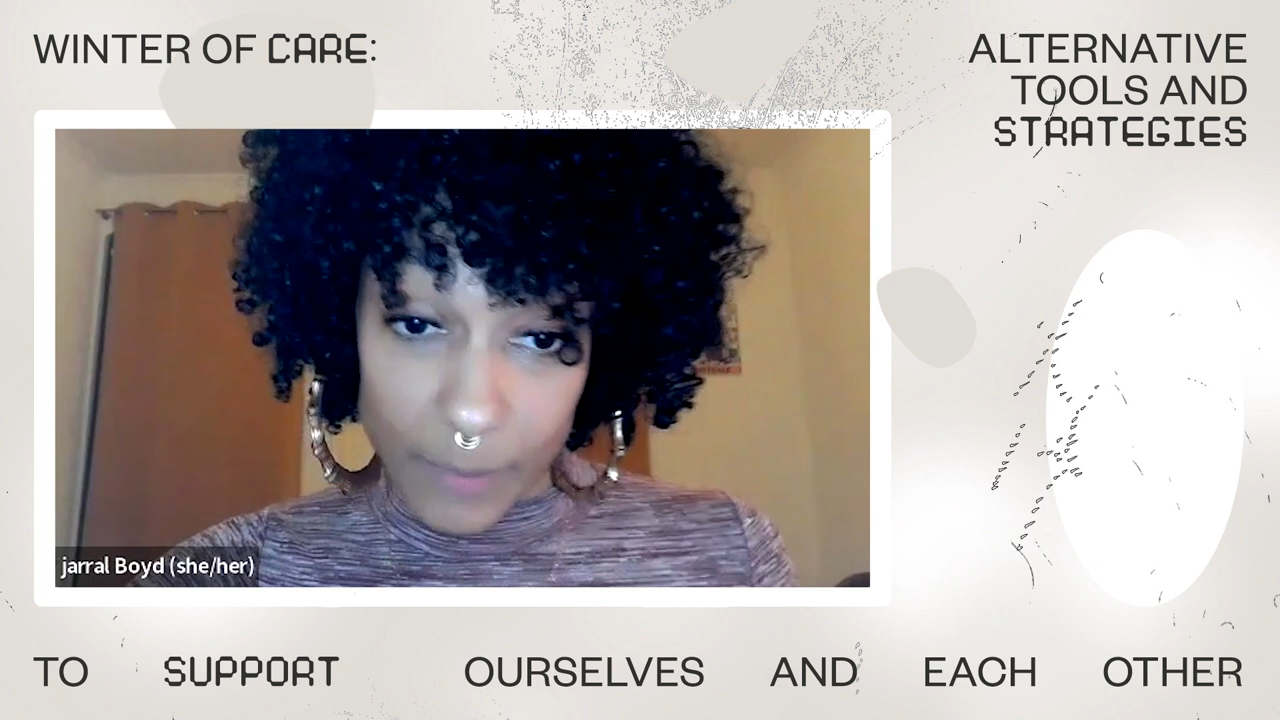 WINTER OF CARE:
ALTERNATIVE
TOOLS AND
STRATEGIES
jarral Boyd (she/her)
TO SUPPORT OURSELVES AND EACH OTHER